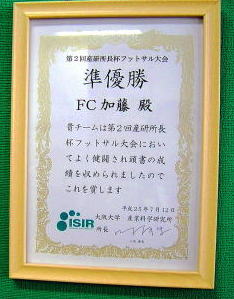 第２回産研所長杯フットサル大会
準優勝
FC加藤 殿
貴チームは第２回産研所長
杯フットサル大会にお
いてよく健闘され頭書の成
績を収められましたので
これを賞します
平成２５年７月１２日
ISIR
大阪大学 産業科学研究所
所長